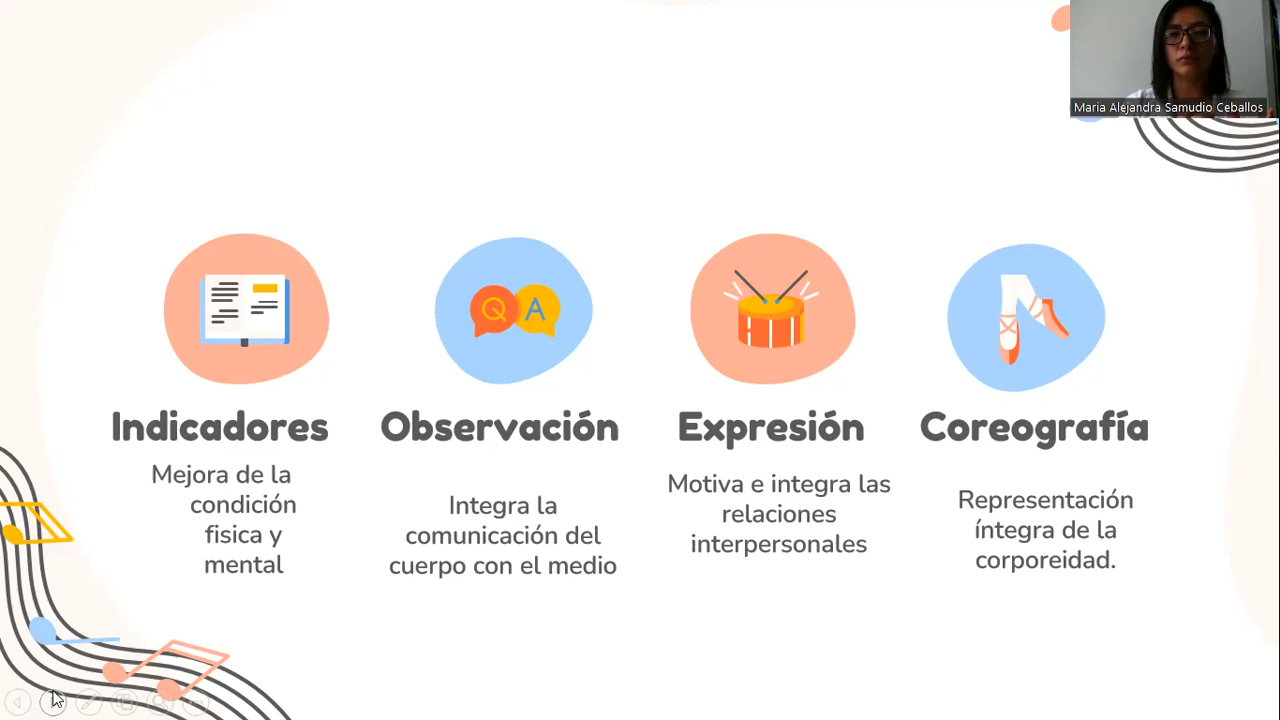 Maria Alejandra Samudio Ceballos
Q A
Indicadores
Mejora de la
condición
fisica y
mental
Observación
Integra la
comunicación del
cuerpo con el medio
Expresión
Motiva e integra las
relaciones
interpersonales
Coreografía
Representación
íntegra de la
corporeidad.